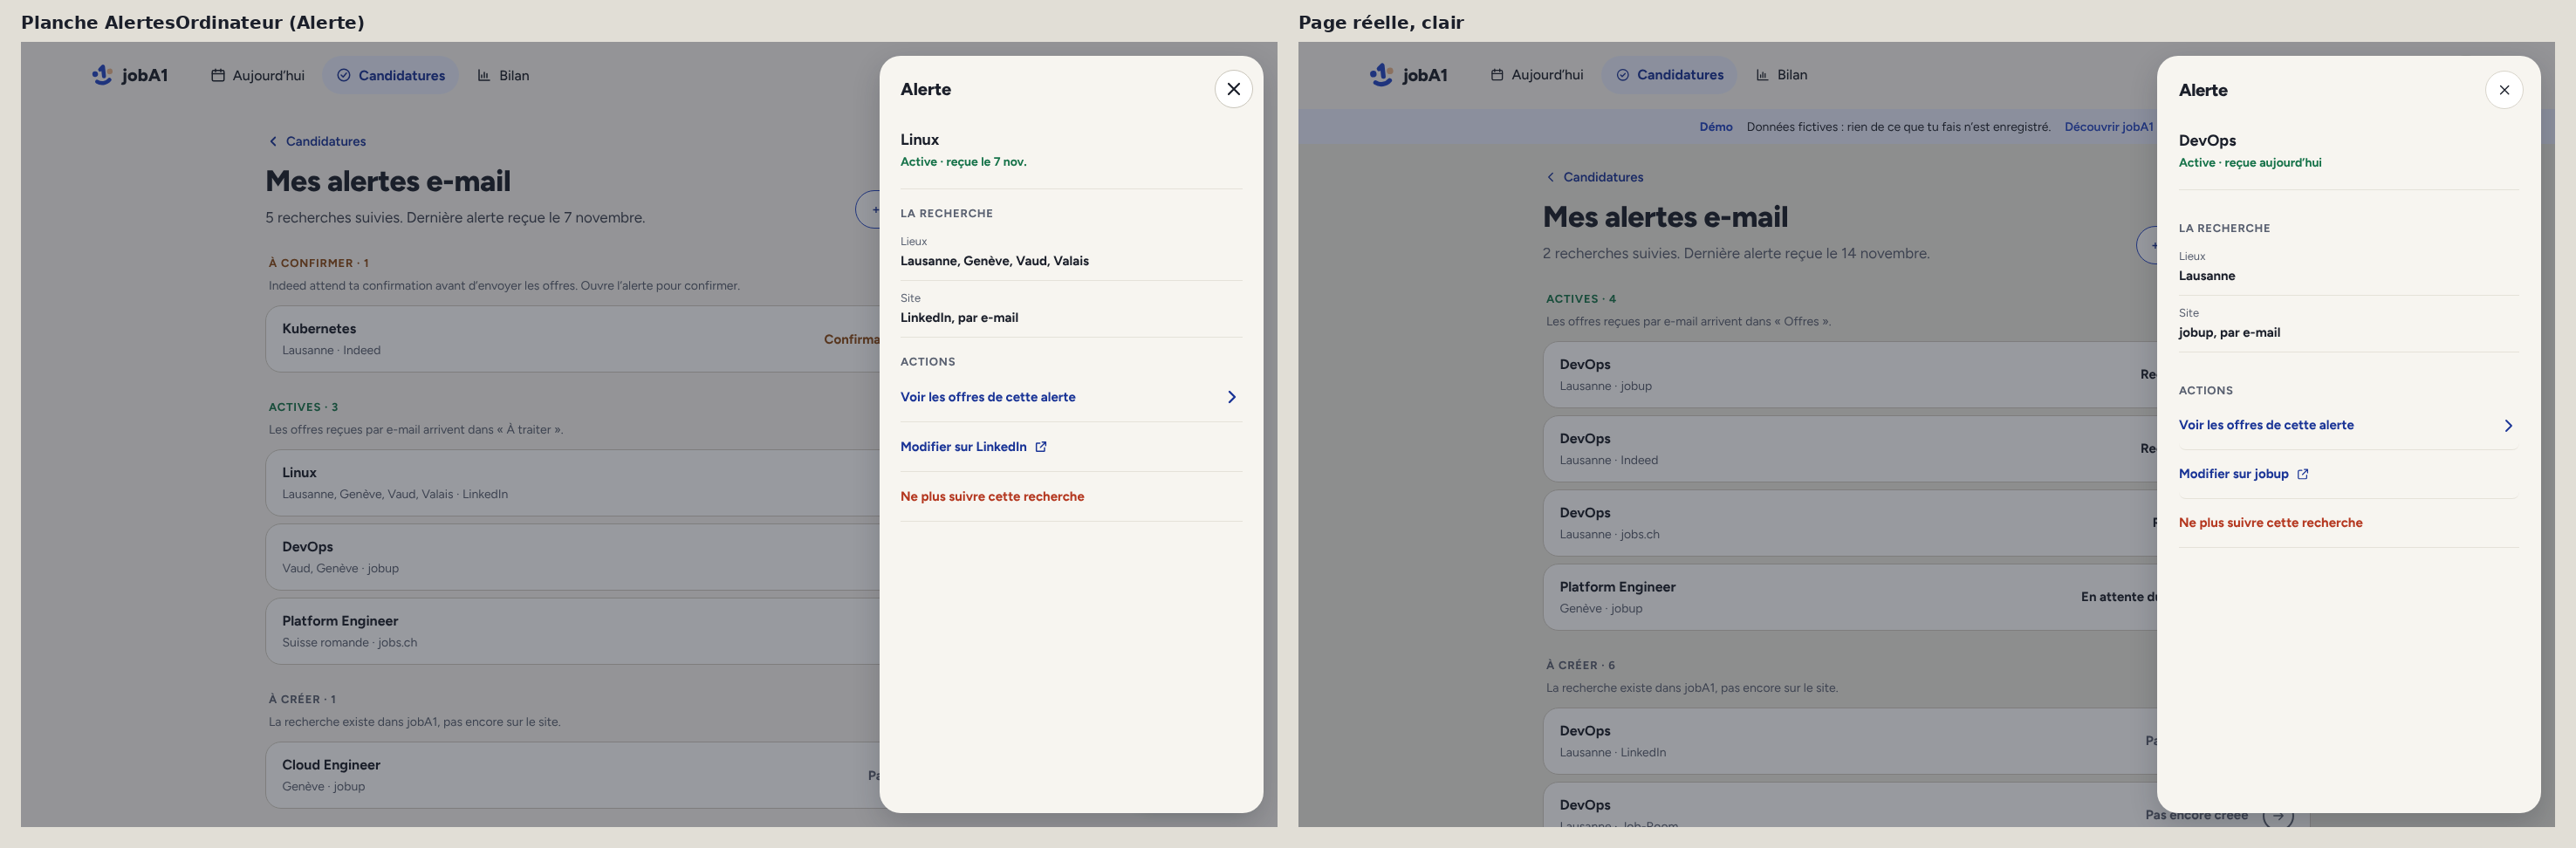 Planche AlertesOrdinateur (Alerte)
jobA1
Aujourd'hui
Candidatures
Bilan
Candidatures
Mes alertes e-mail
5 recherches suivies. Dernière alerte reçue le 7 novembre.
+
À CONFIRMER · 1
Indeed attend ta confirmation avant d'envoyer les offres. Ouvre l'alerte pour confirmer.
Kubernetes
Lausanne · Indeed
Confirma
ACTIVES · 3
Les offres reçues par e-mail arrivent dans « À traiter ».
Linux
Lausanne, Genève, Vaud, Valais · LinkedIn
DevOps
Vaud, Genève · jobup
Platform Engineer
Suisse romande · jobs.ch
À CRÉER · 1
La recherche existe dans jobA1, pas encore sur le site.
Cloud Engineer
Genève · jobup
Pa
Alerte
Linux
Active · reçue le 7 nov.
LA RECHERCHE
Lieux
Lausanne, Genève, Vaud, Valais
Site
LinkedIn, par e-mail
ACTIONS
Voir les offres de cette alerte
Modifier sur LinkedIn
Ne plus suivre cette recherche
Page réelle, clair
jobA1
Aujourd'hui
Candidatures
Bilan
Démo Données fictives : rien de ce que tu fais n'est enregistré. Découvrir jobA1
Candidatures
Mes alertes e-mail
2 recherches suivies. Dernière alerte reçue le 14 novembre.
ACTIVES · 4
Les offres reçues par e-mail arrivent dans « Offres ».
DevOps
Lausanne · jobup
Re
DevOps
Lausanne · Indeed
Re
DevOps
Lausanne · jobs.ch
Platform Engineer
Genève · jobup
En attente d
À CRÉER · 6
La recherche existe dans jobA1, pas encore sur le site.
DevOps
Lausanne · LinkedIn
Pa
DevOps
Lausanne · Job-Room
Pas encore créée
Alerte
DevOps
Active · reçue aujourd'hui
LA RECHERCHE
Lieux
Lausanne
Site
jobup, par e-mail
ACTIONS
Voir les offres de cette alerte
Modifier sur jobup
Ne plus suivre cette recherche